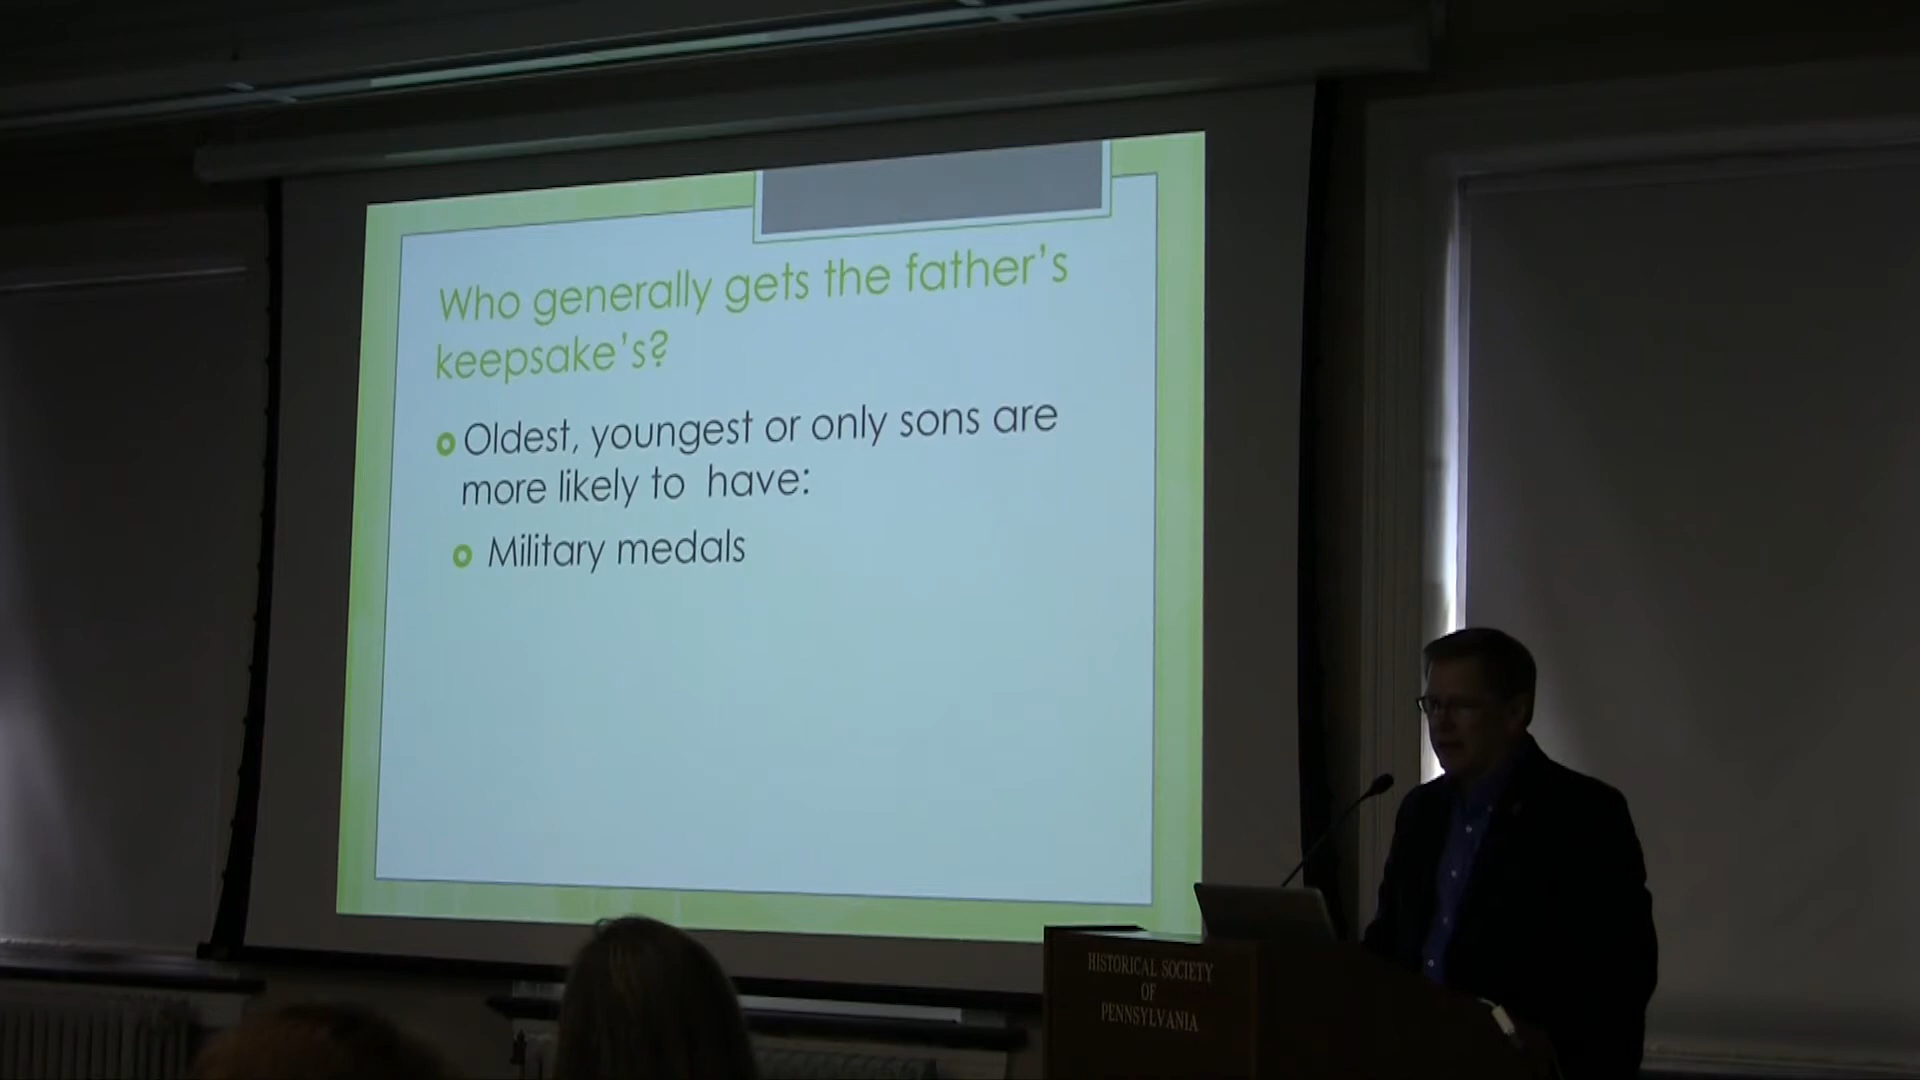 Who generally gets the father's
keepsake's?
Oldest, youngest or only sons are
more likely to have:
Military medals
HISTORICAL SOCIETY
OF
PENNSYLVANIA